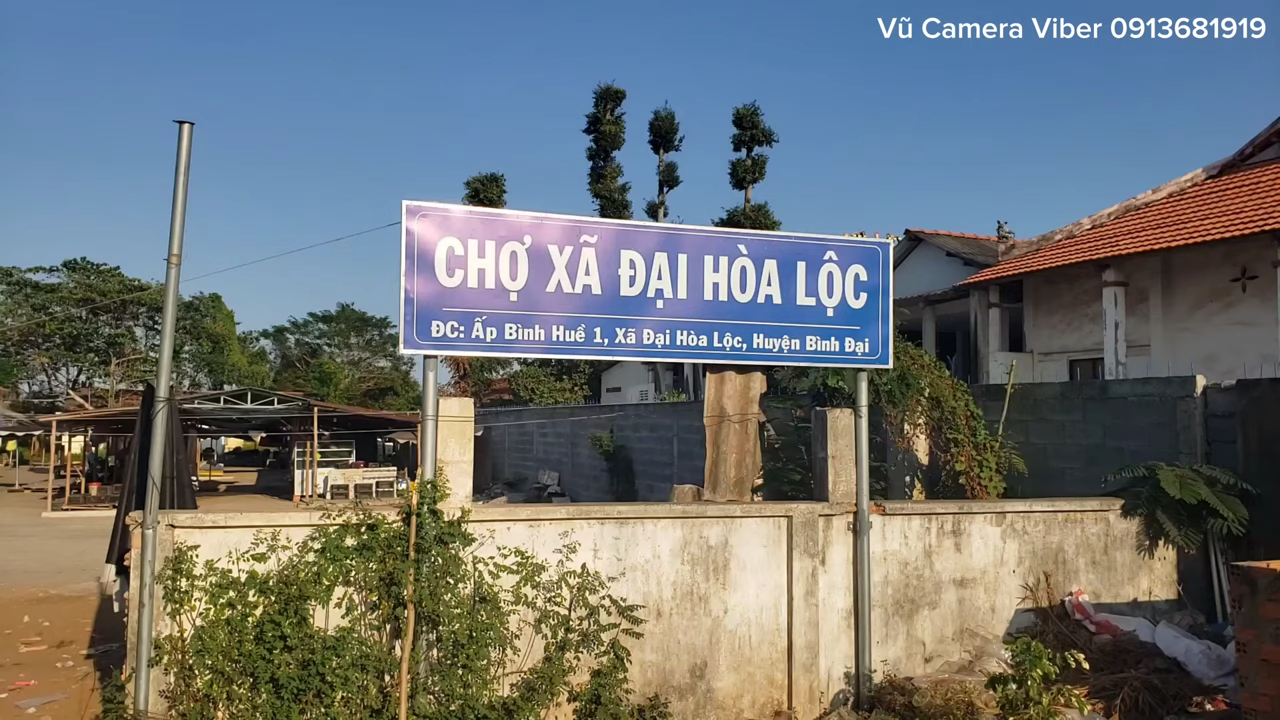 Vũ Camera Viber 0913681919
CHỢ XÃ ĐẠI HÒA LỘC
ĐC: Ấp Bình Huề 1, Xã Đại Hòa Lộc, Huyện Bình Đại